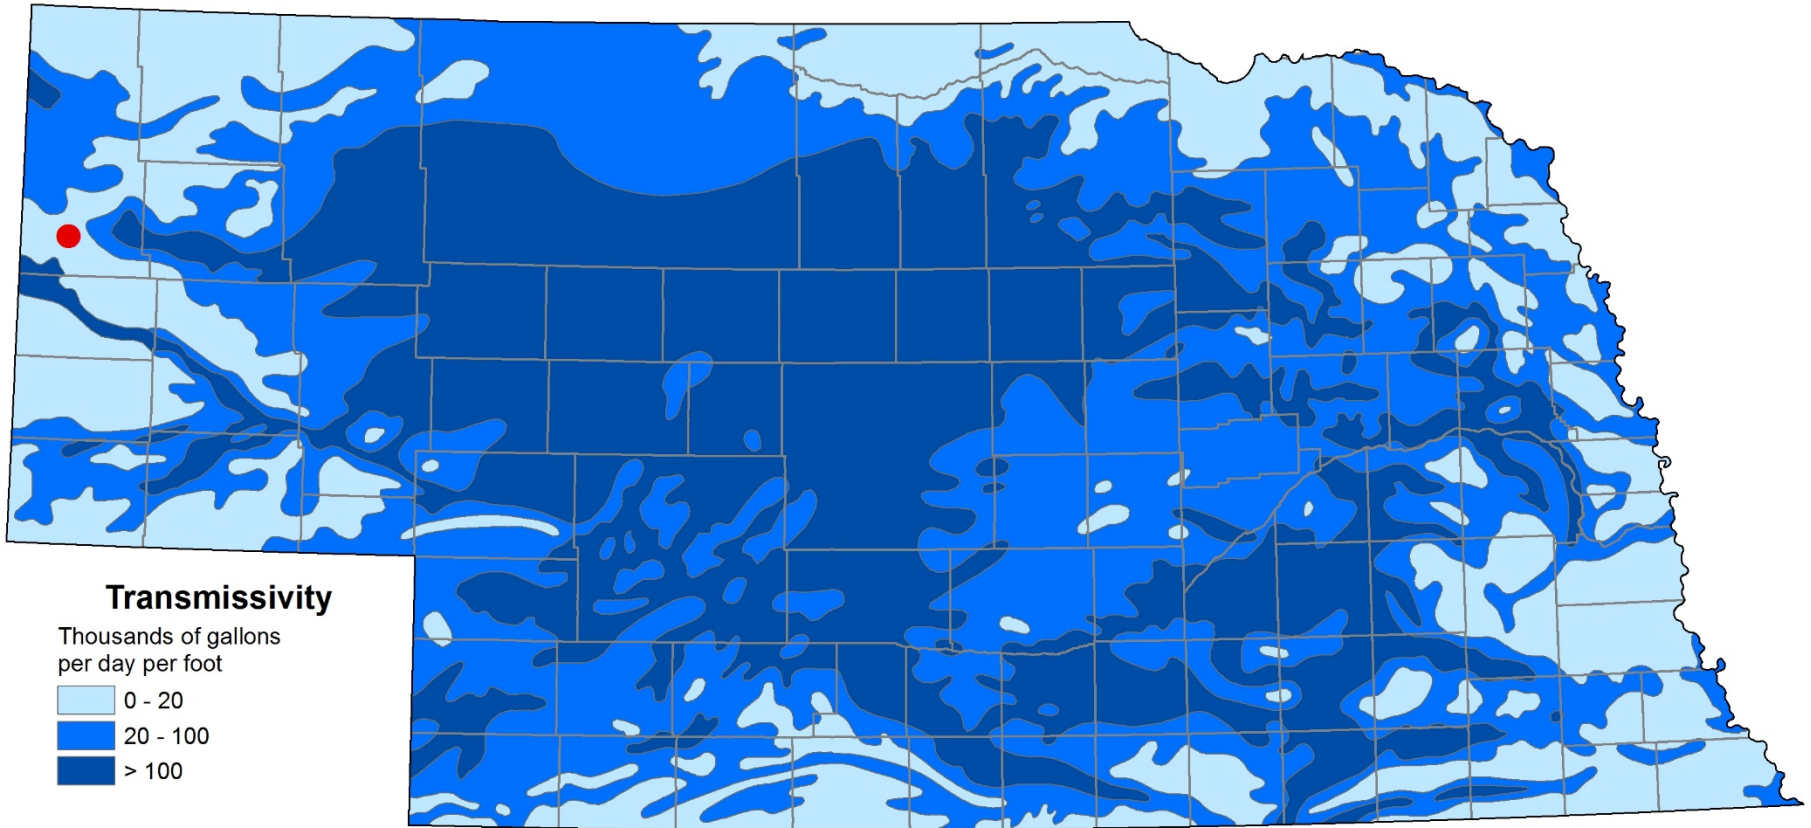 Transmissivity
Thousands of gallons
per day per foot
0 - 20
20 - 100
> 100